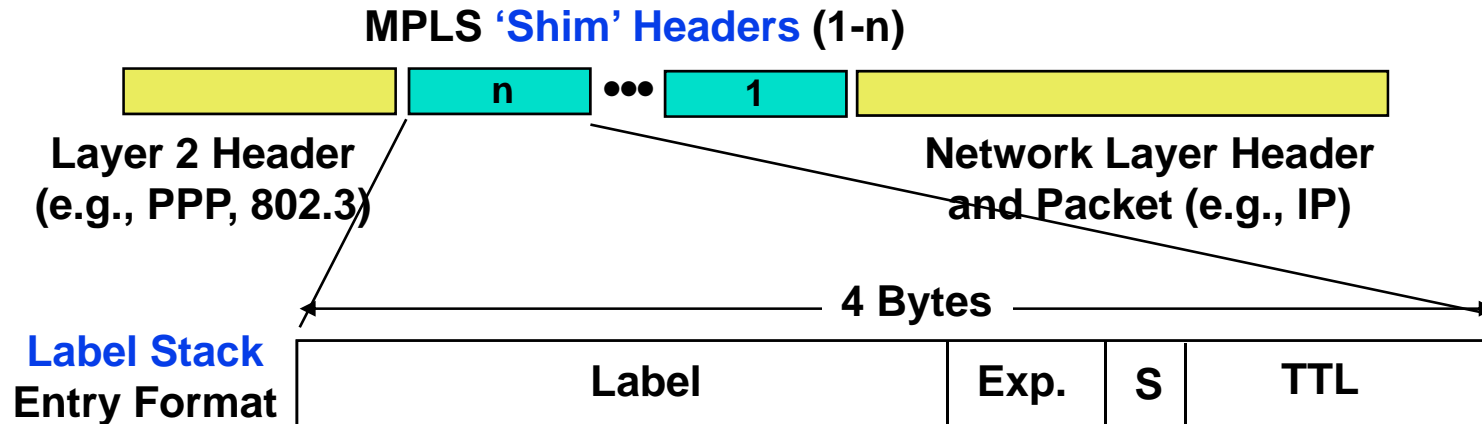 MPLS ‘Shim’ Headers (1-n)
n ••• 1
Layer 2 Header
(e.g., PPP, 802.3)
Network Layer Header
and Packet (e.g., IP)
4 Bytes
Label Stack
Entry Format
Label Exp. S TTL